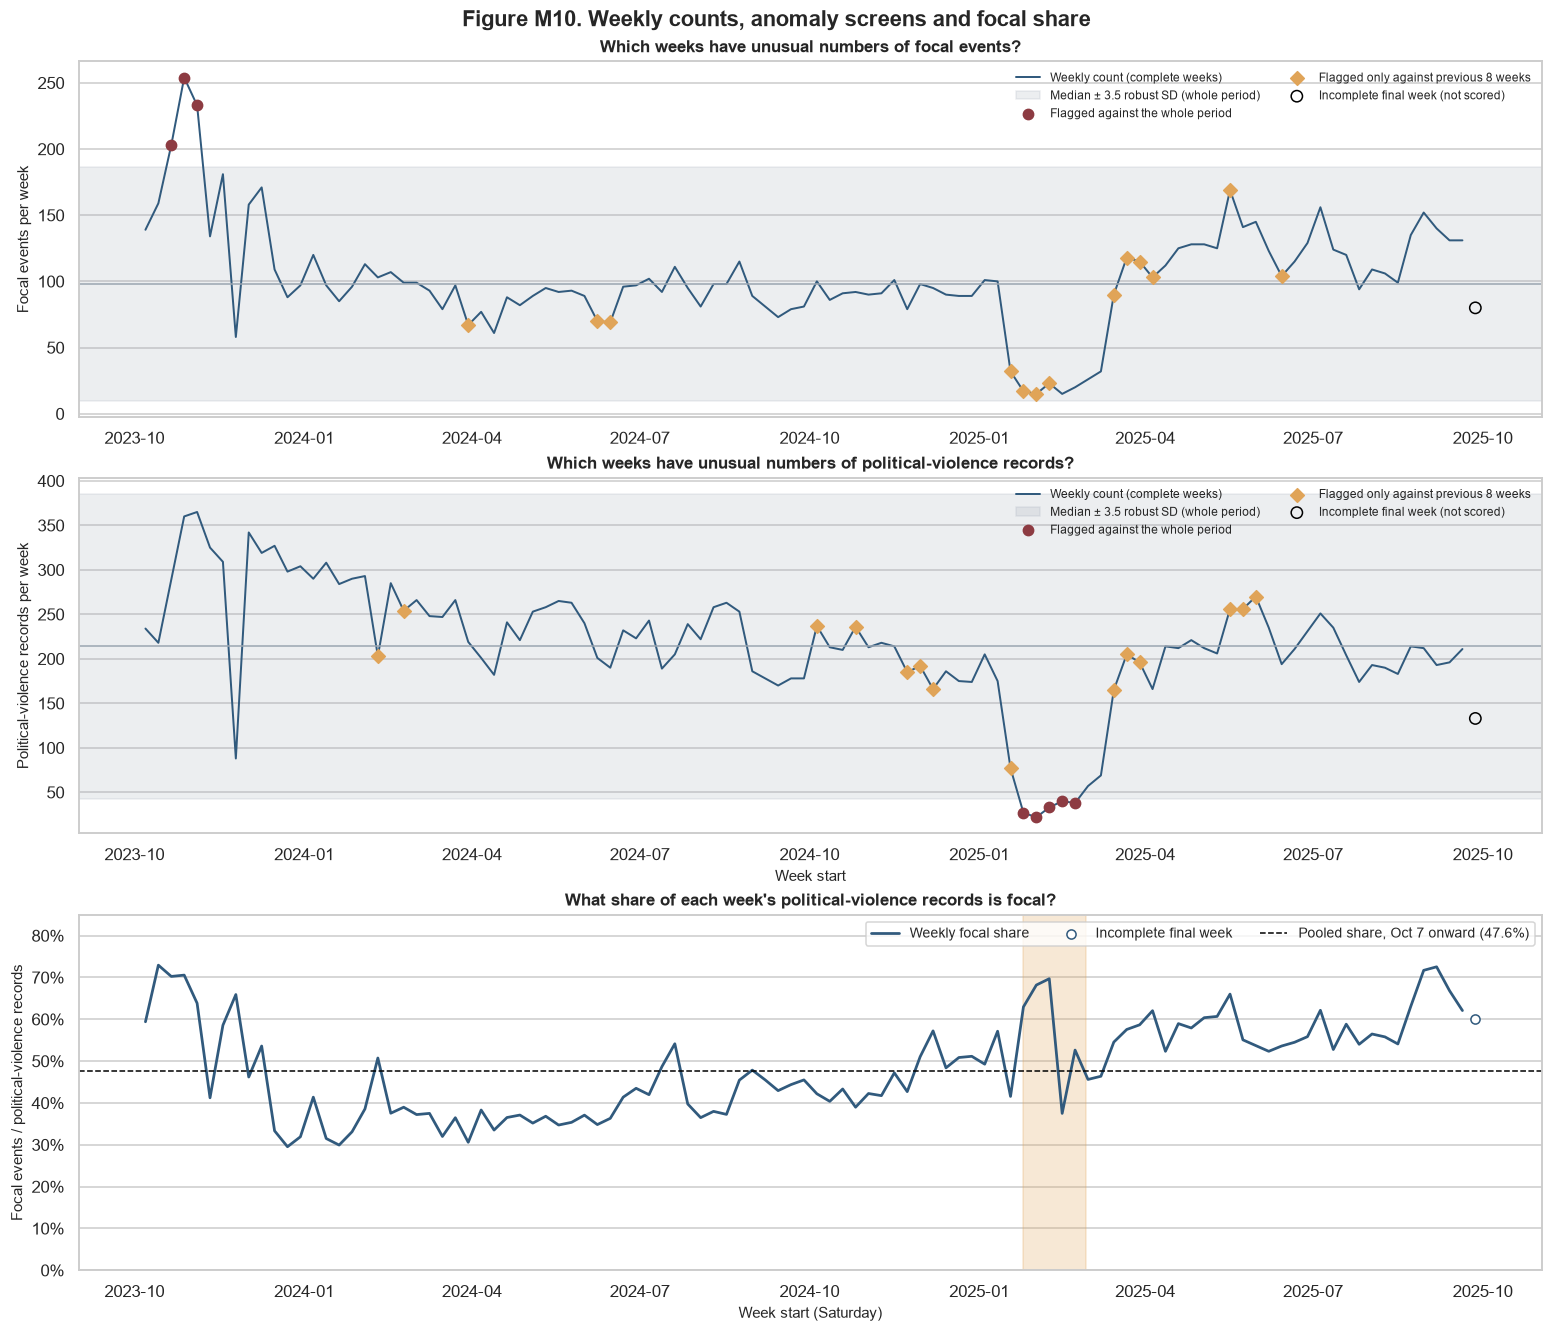 Figure M10. Weekly counts, anomaly screens and focal share
Which weeks have unusual numbers of focal events?
Weekly count (complete weeks)
Median ± 3.5 robust SD (whole period)
Flagged against the whole period
Flagged only against previous 8 weeks
Incomplete final week (not scored)
Focal events per week
250
200
150
100
50
0
2023-10 2024-01 2024-04 2024-07 2024-10 2025-01 2025-04 2025-07 2025-10
Which weeks have unusual numbers of political-violence records?
Weekly count (complete weeks)
Median ± 3.5 robust SD (whole period)
Flagged against the whole period
Flagged only against previous 8 weeks
Incomplete final week (not scored)
Political-violence records per week
400
350
300
250
200
150
100
50
2023-10 2024-01 2024-04 2024-07 2024-10 2025-01 2025-04 2025-07 2025-10
Week start
What share of each week's political-violence records is focal?
Weekly focal share
Incomplete final week
Pooled share, Oct 7 onward (47.6%)
Focal events / political-violence records
80%
70%
60%
50%
40%
30%
20%
10%
0%
2023-10 2024-01 2024-04 2024-07 2024-10 2025-01 2025-04 2025-07 2025-10
Week start (Saturday)